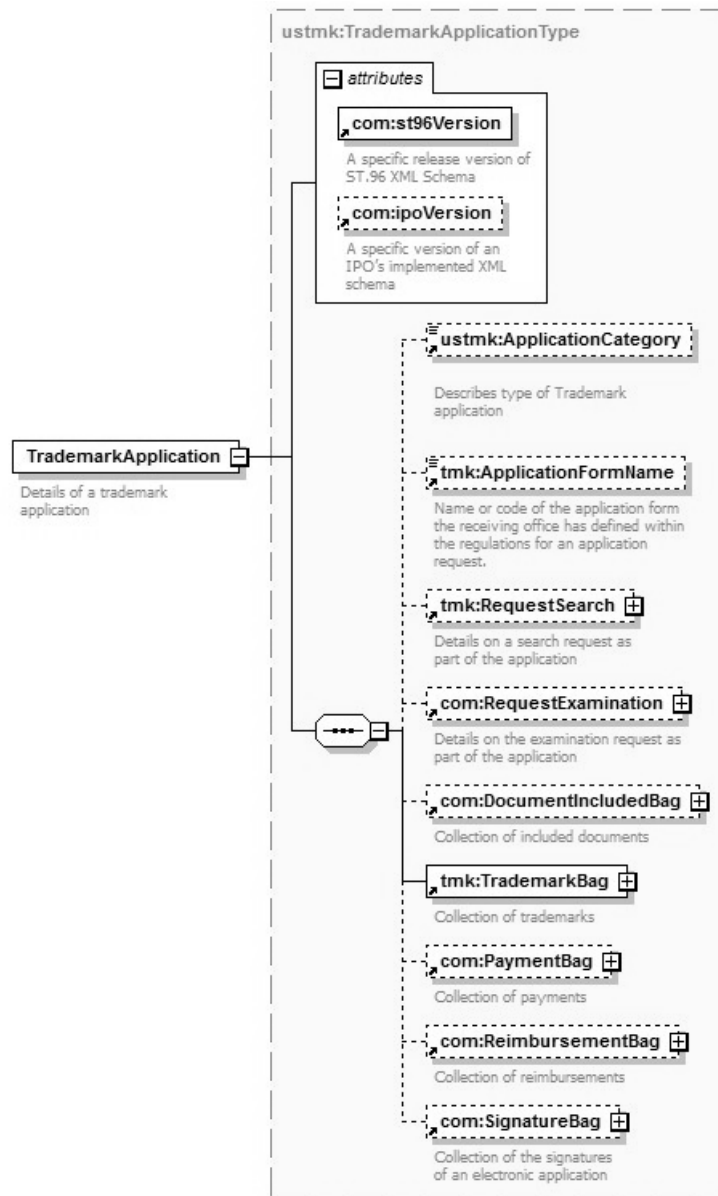 ustmk:TrademarkApplicationType
attributes
com:st96Version
A specific release version of
ST.96 XML Schema
com:ipoVersion
A specific version of an
IPO's implemented XML
schema
ustmk:ApplicationCategory
Describes type of Trademark
application
TrademarkApplication
Details of a trademark
application
tmk:ApplicationFormName
Name or code of the application form
the receiving office has defined within
the regulations for an application
request.
tmk:RequestSearch
Details on a search request as
part of the application
com:RequestExamination
Details on the examination request as
part of the application
com:DocumentIncludedBag
Collection of included documents
tmk:TrademarkBag
Collection of trademarks
com:PaymentBag
Collection of payments
com:ReimbursementBag
Collection of reimbursements
com:SignatureBag
Collection of the signatures
of an electronic application